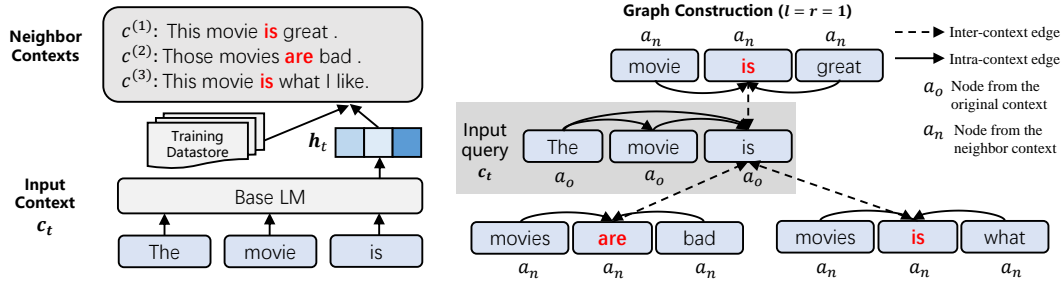 Neighbor
Contexts
c^(1): This movie is great .
c^(2): Those movies are bad .
c^(3): This movie is what I like.
Training
Datastore
h_t
Input
Context
c_t
Base LM
The movie is
Graph Construction (l = r = 1)
a_n a_n a_n
movie is great
Input
query
c_t
The movie is
a_o a_o a_o
movies are bad
a_n a_n a_n
movies is what
a_n a_n a_n
Inter-context edge
Intra-context edge
a_o Node from the
original context
a_n Node from the
neighbor context